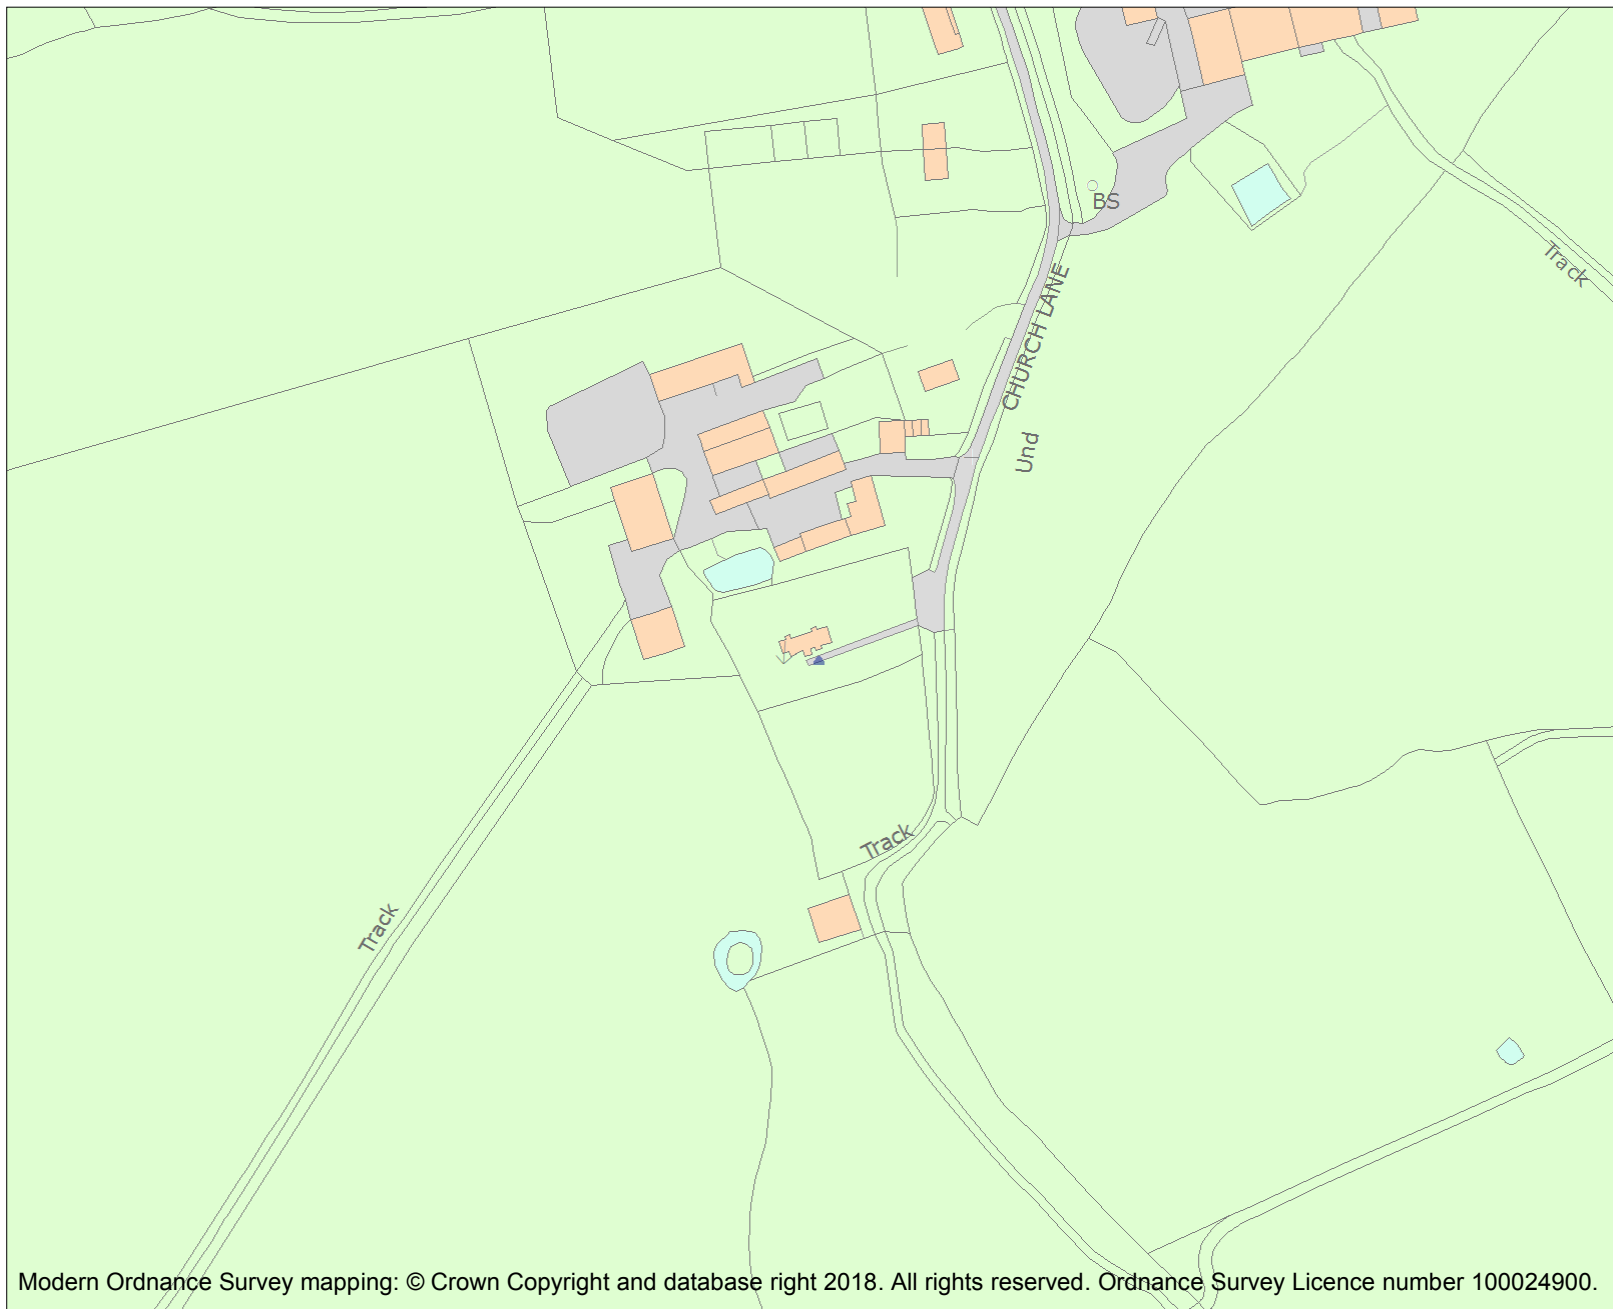 BS
Track
CHURCH LANE
Und
Track
Track
Modern Ordnance Survey mapping: © Crown Copyright and database right 2018. All rights reserved. Ordnance Survey Licence number 100024900.